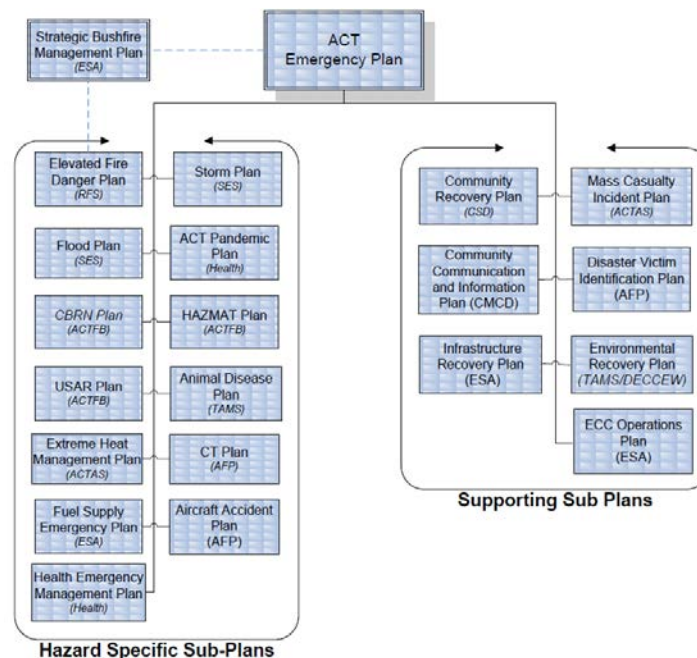 Strategic Bushfire
Management Plan
(ESA)
ACT
Emergency Plan
Elevated Fire
Danger Plan
(RFS)
Storm Plan
(SES)
Flood Plan
(SES)
ACT Pandemic
Plan
(Health)
CBRN Plan
(ACTFB)
HAZMAT Plan
(ACTFB)
USAR Plan
(ACTFB)
Animal Disease
Plan
(TAMS)
Extreme Heat
Management Plan
(ACTAS)
CT Plan
(AFP)
Fuel Supply
Emergency Plan
(ESA)
Aircraft Accident
Plan
(AFP)
Health Emergency
Management Plan
(Health)
Hazard Specific Sub-Plans
Community
Recovery Plan
(CSD)
Mass Casualty
Incident Plan
(ACTAS)
Community
Communication
and Information
Plan (CMCD)
Disaster Victim
Identification Plan
(AFP)
Infrastructure
Recovery Plan
(ESA)
Environmental
Recovery Plan
(TAMS/DECCEW)
ECC Operations
Plan
(ESA)
Supporting Sub Plans